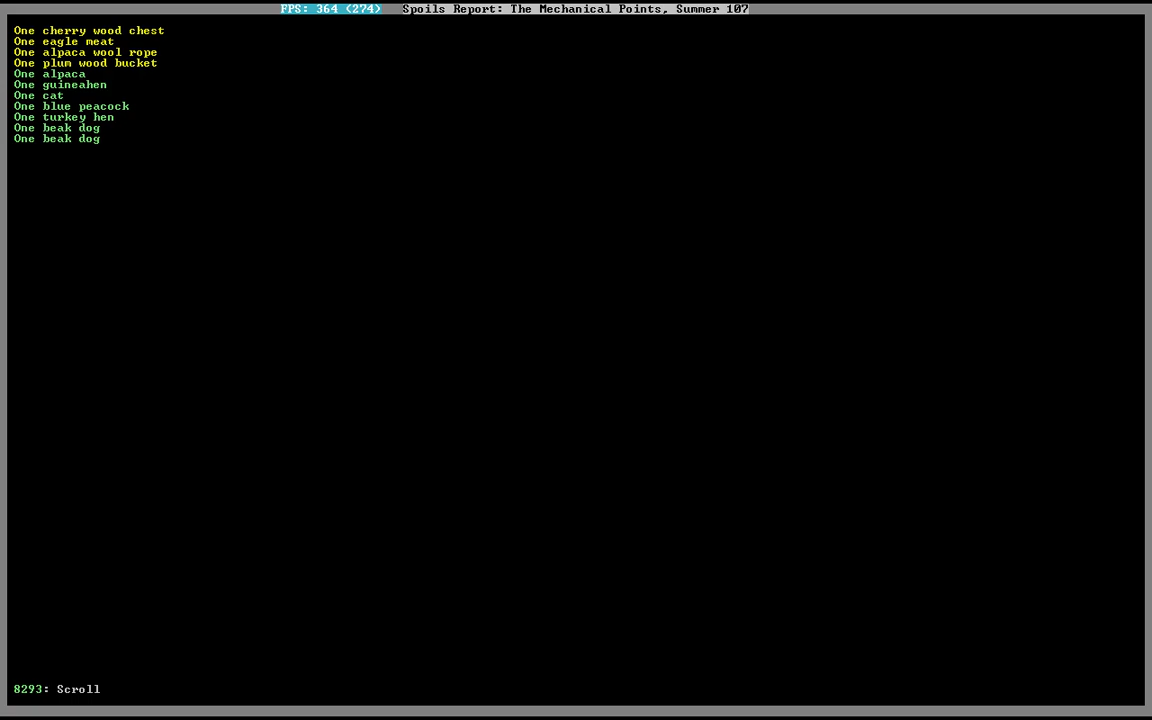 FPS: 364 (274) Spoils Report: The Mechanical Points, Summer 107
One cherry wood chest
One eagle meat
One alpaca wool rope
One plum wood bucket
One alpaca
One guineahen
One cat
One blue peacock
One turkey hen
One beak dog
One beak dog
8293: Scroll